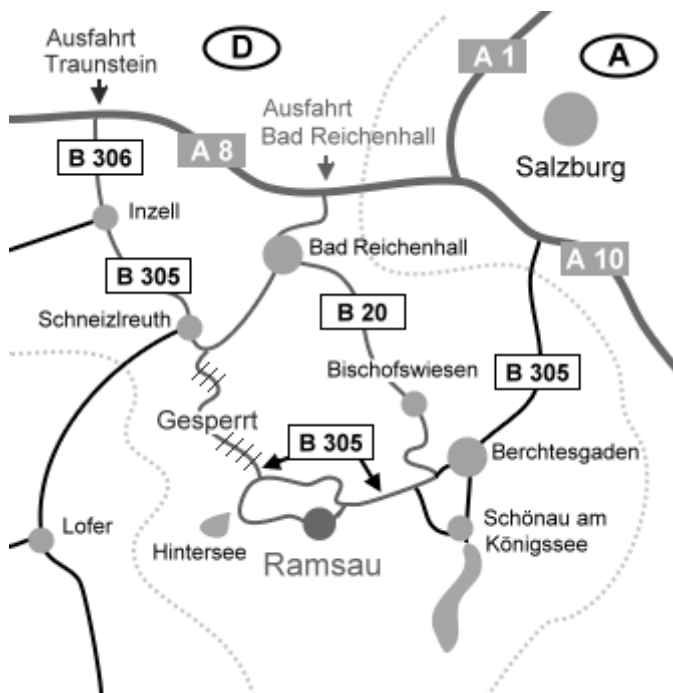 Ausfahrt
Traunstein
D
A 1
A
Ausfahrt
Bad Reichenhall
B 306
A 8
Salzburg
Inzell
Bad Reichenhall
A 10
B 305
B 20
Schneizlreuth
Bischofswiesen
B 305
Gesperrt
B 305
Berchtesgaden
Lofer
Hintersee
Schönau am
Königssee
Ramsau